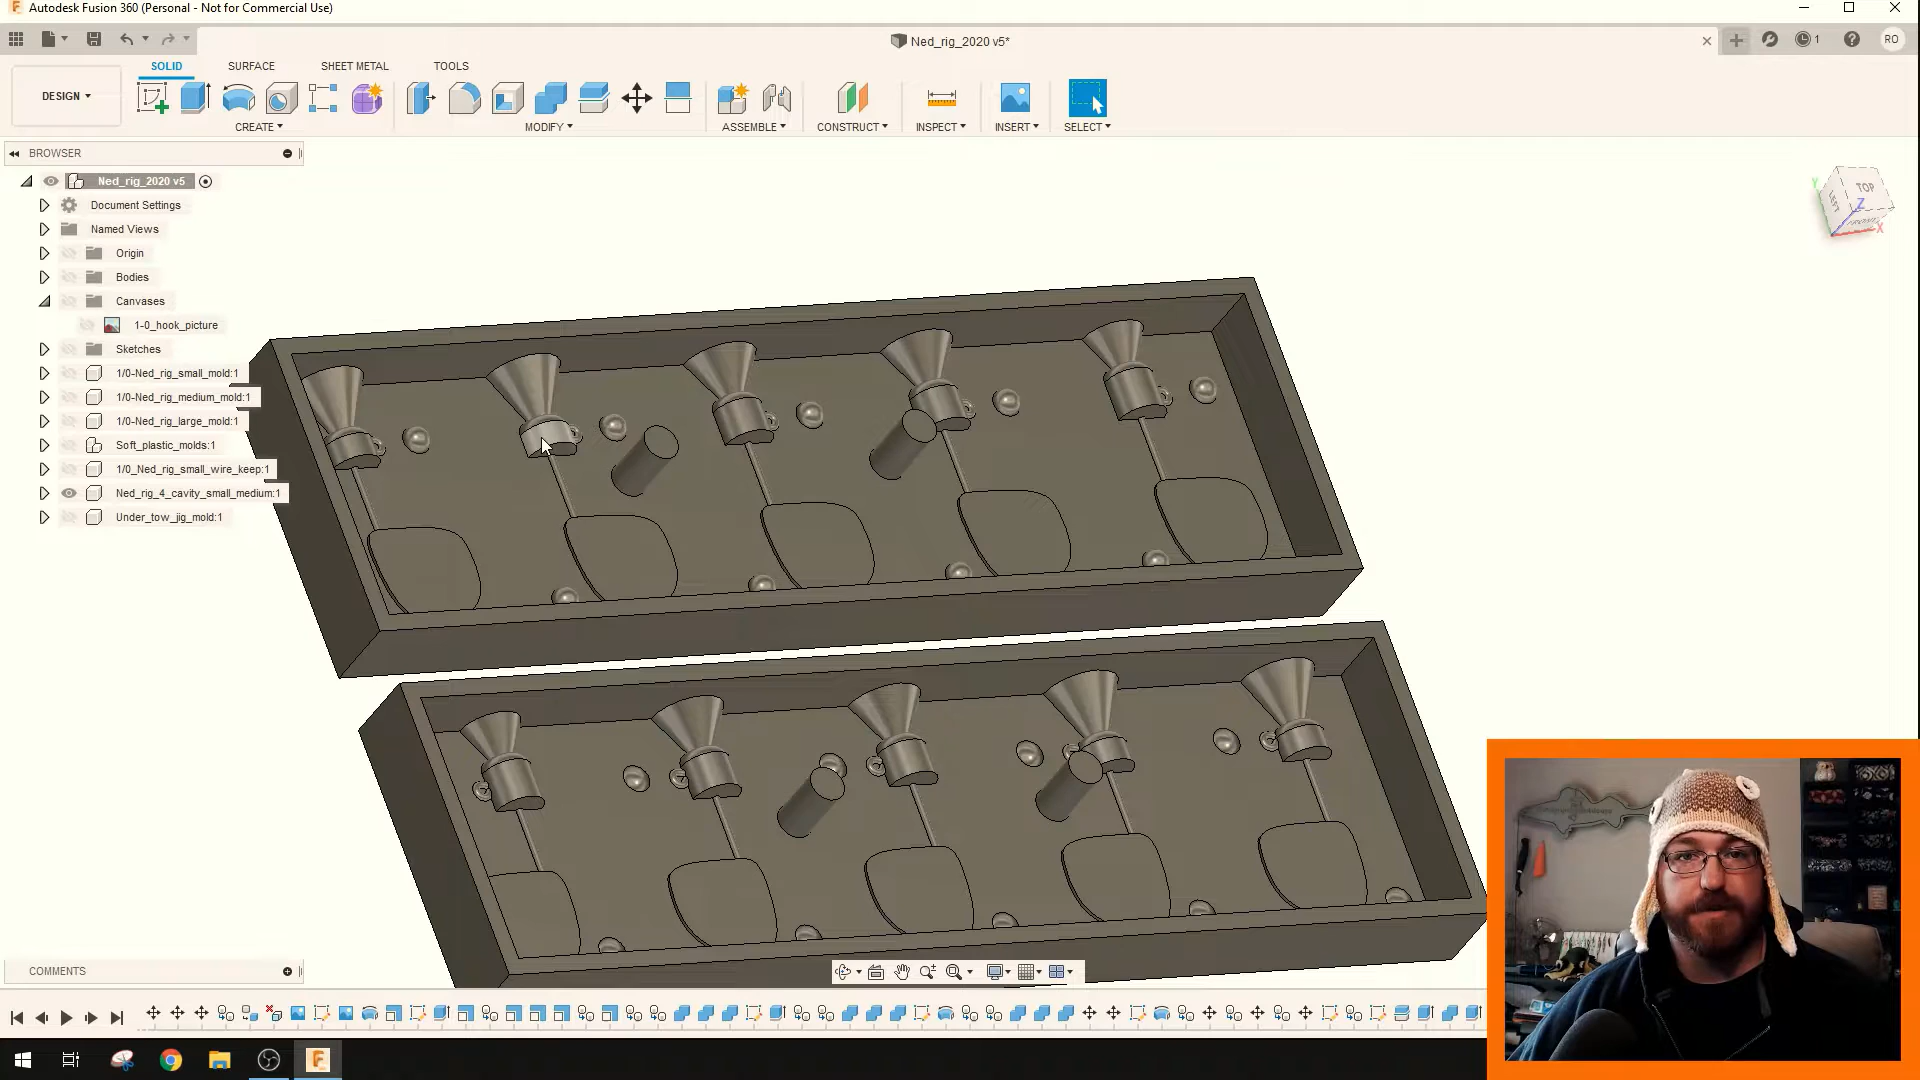 Autodesk Fusion 360 (Personal - Not for Commercial Use)
Ned_rig_2020 v5*
1
RO
DESIGN
SOLID
SURFACE
SHEET METAL
TOOLS
CREATE
MODIFY
ASSEMBLE
CONSTRUCT
INSPECT
INSERT
SELECT
BROWSER
Ned_rig_2020 v5
Document Settings
Named Views
Origin
Bodies
Canvases
1-0_hook_picture
Sketches
1/0-Ned_rig_small_mold:1
1/0-Ned_rig_medium_mold:1
1/0-Ned_rig_large_mold:1
Soft_plastic_molds:1
1/0_Ned_rig_small_wire_keep:1
Ned_rig_4_cavity_small_medium:1
Under_tow_jig_mold:1
TOP
LEFT
Y
Z
X
COMMENTS